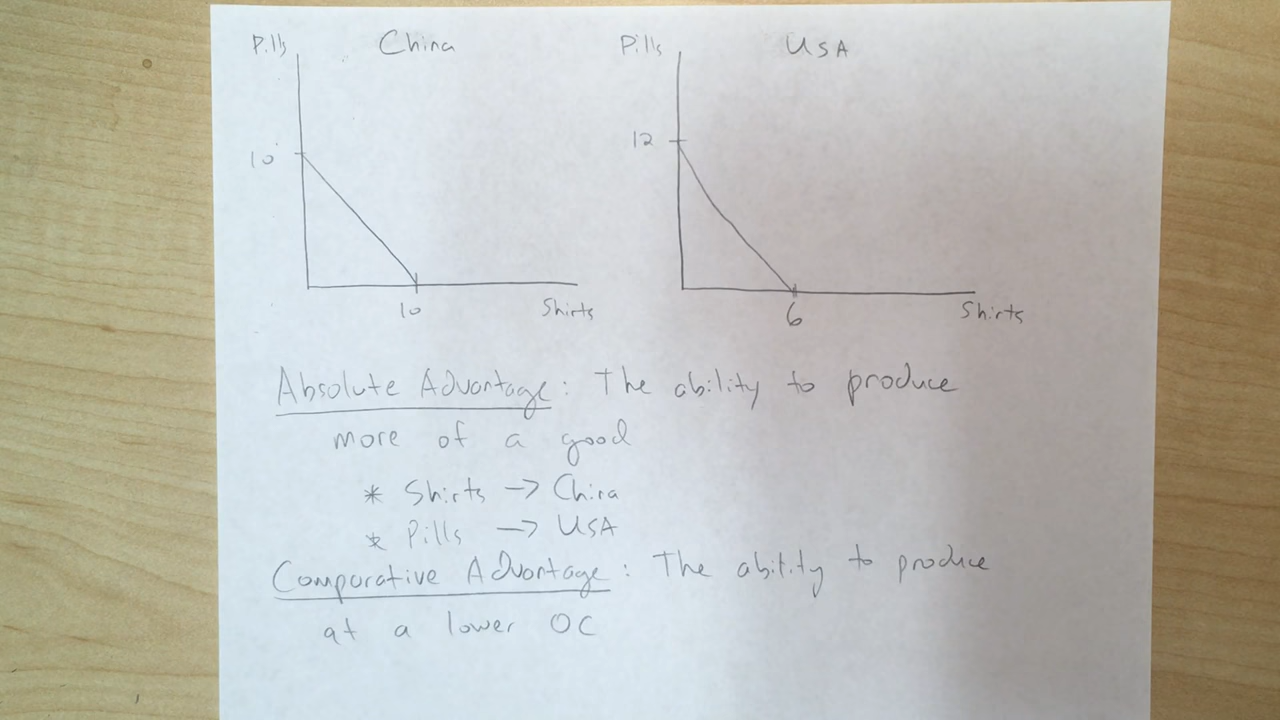 Pills China
10
10 Shirts
Pills USA
12
6 Shirts
Absolute Advantage: The ability to produce
more of a good
* Shirts -> China
* Pills -> USA
Comparative Advantage: The ability to produce
at a lower OC